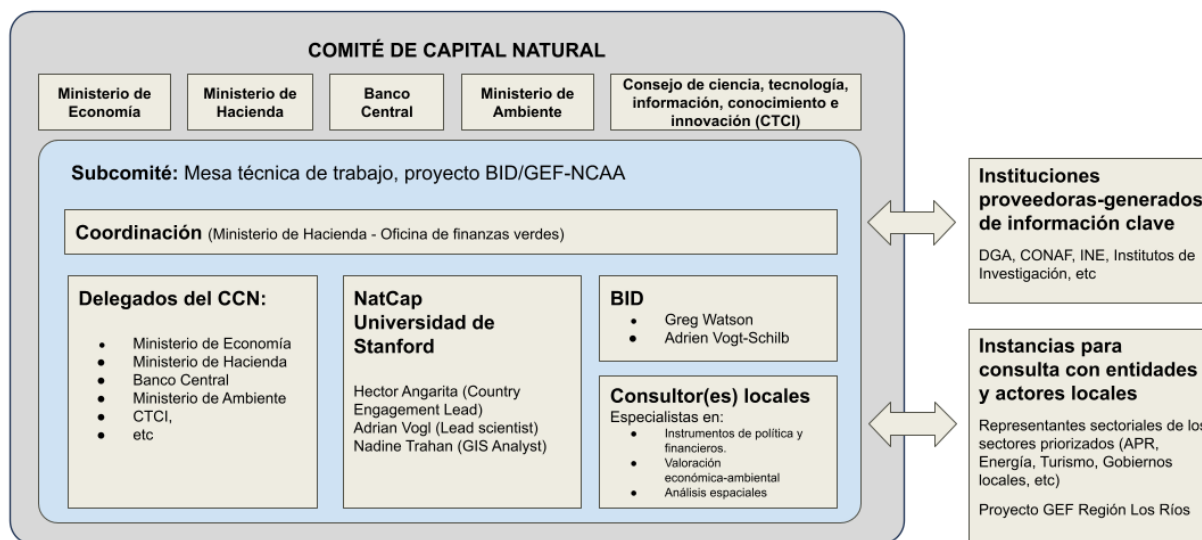 COMITÉ DE CAPITAL NATURAL
Ministerio de
Economía
Ministerio de
Hacienda
Banco
Central
Ministerio de
Ambiente
Consejo de ciencia, tecnología,
información, conocimiento e
innovación (CTCI)
Subcomité: Mesa técnica de trabajo, proyecto BID/GEF-NCAA
Coordinación (Ministerio de Hacienda - Oficina de finanzas verdes)
Delegados del CCN:
● Ministerio de Economía
● Ministerio de Hacienda
● Banco Central
● Ministerio de Ambiente
● CTCI,
● etc
NatCap
Universidad de
Stanford
Hector Angarita (Country
Engagement Lead)
Adrian Vogl (Lead scientist)
Nadine Trahan (GIS Analyst)
BID
● Greg Watson
● Adrien Vogt-Schilb
Consultor(es) locales
Especialistas en:
● Instrumentos de política y
financieros.
● Valoración
económica-ambiental
● Análisis espaciales
Instituciones
proveedoras-generados
de información clave
DGA, CONAF, INE, Institutos de
Investigación, etc
Instancias para
consulta con entidades
y actores locales
Representantes sectoriales de los
sectores priorizados (APR,
Energía, Turismo, Gobiernos
locales, etc)
Proyecto GEF Región Los Ríos